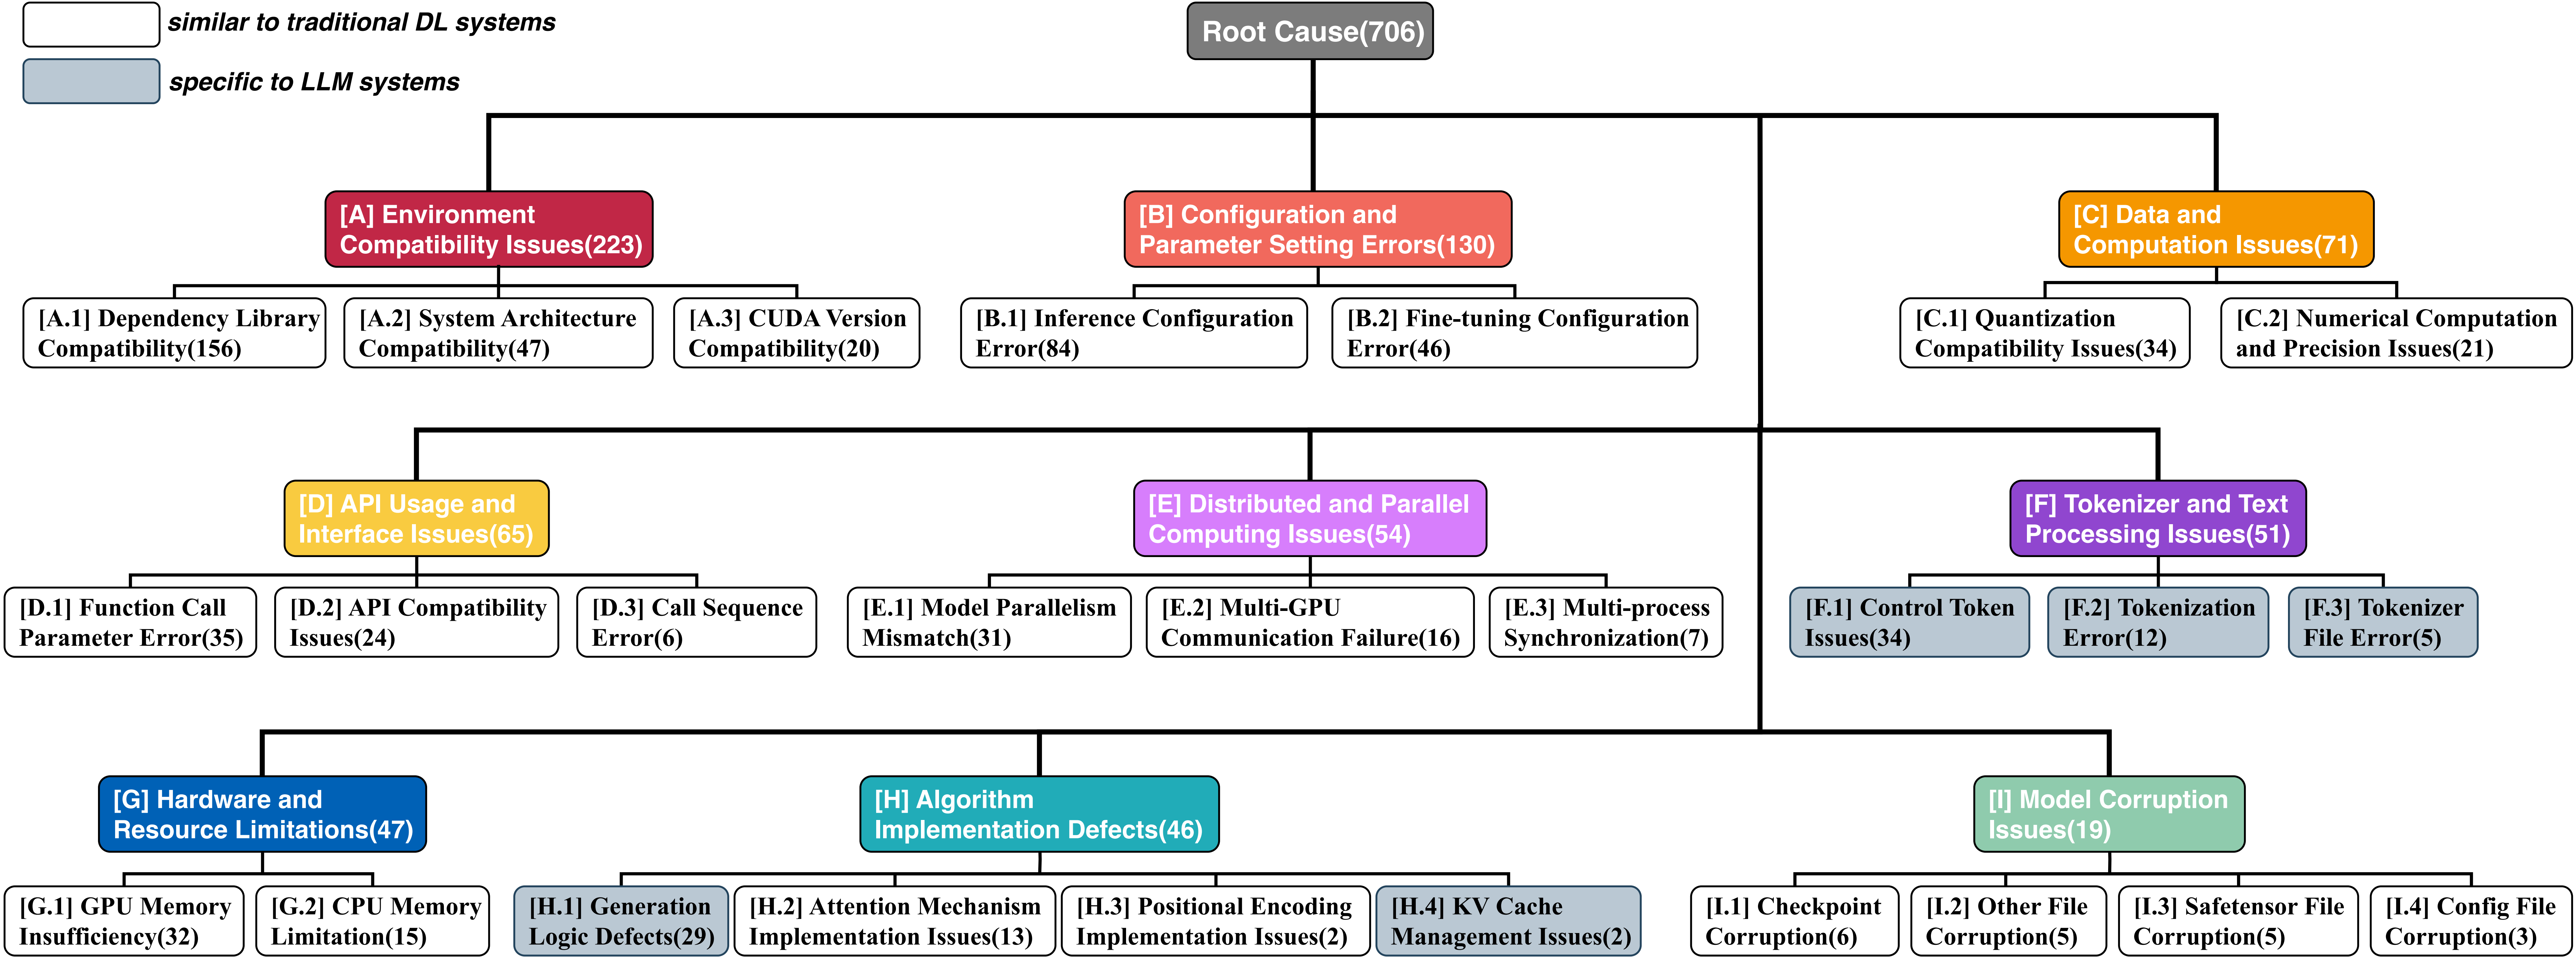 similar to traditional DL systems
specific to LLM systems
Root Cause(706)
[A] Environment
Compatibility Issues(223)
[B] Configuration and
Parameter Setting Errors(130)
[C] Data and
Computation Issues(71)
[A.1] Dependency Library
Compatibility(156)
[A.2] System Architecture
Compatibility(47)
[A.3] CUDA Version
Compatibility(20)
[B.1] Inference Configuration
Error(84)
[B.2] Fine-tuning Configuration
Error(46)
[C.1] Quantization
Compatibility Issues(34)
[C.2] Numerical Computation
and Precision Issues(21)
[D] API Usage and
Interface Issues(65)
[E] Distributed and Parallel
Computing Issues(54)
[F] Tokenizer and Text
Processing Issues(51)
[D.1] Function Call
Parameter Error(35)
[D.2] API Compatibility
Issues(24)
[D.3] Call Sequence
Error(6)
[E.1] Model Parallelism
Mismatch(31)
[E.2] Multi-GPU
Communication Failure(16)
[E.3] Multi-process
Synchronization(7)
[F.1] Control Token
Issues(34)
[F.2] Tokenization
Error(12)
[F.3] Tokenizer
File Error(5)
[G] Hardware and
Resource Limitations(47)
[H] Algorithm
Implementation Defects(46)
[I] Model Corruption
Issues(19)
[G.1] GPU Memory
Insufficiency(32)
[G.2] CPU Memory
Limitation(15)
[H.1] Generation
Logic Defects(29)
[H.2] Attention Mechanism
Implementation Issues(13)
[H.3] Positional Encoding
Implementation Issues(2)
[H.4] KV Cache
Management Issues(2)
[I.1] Checkpoint
Corruption(6)
[I.2] Other File
Corruption(5)
[I.3] Safetensor File
Corruption(5)
[I.4] Config File
Corruption(3)